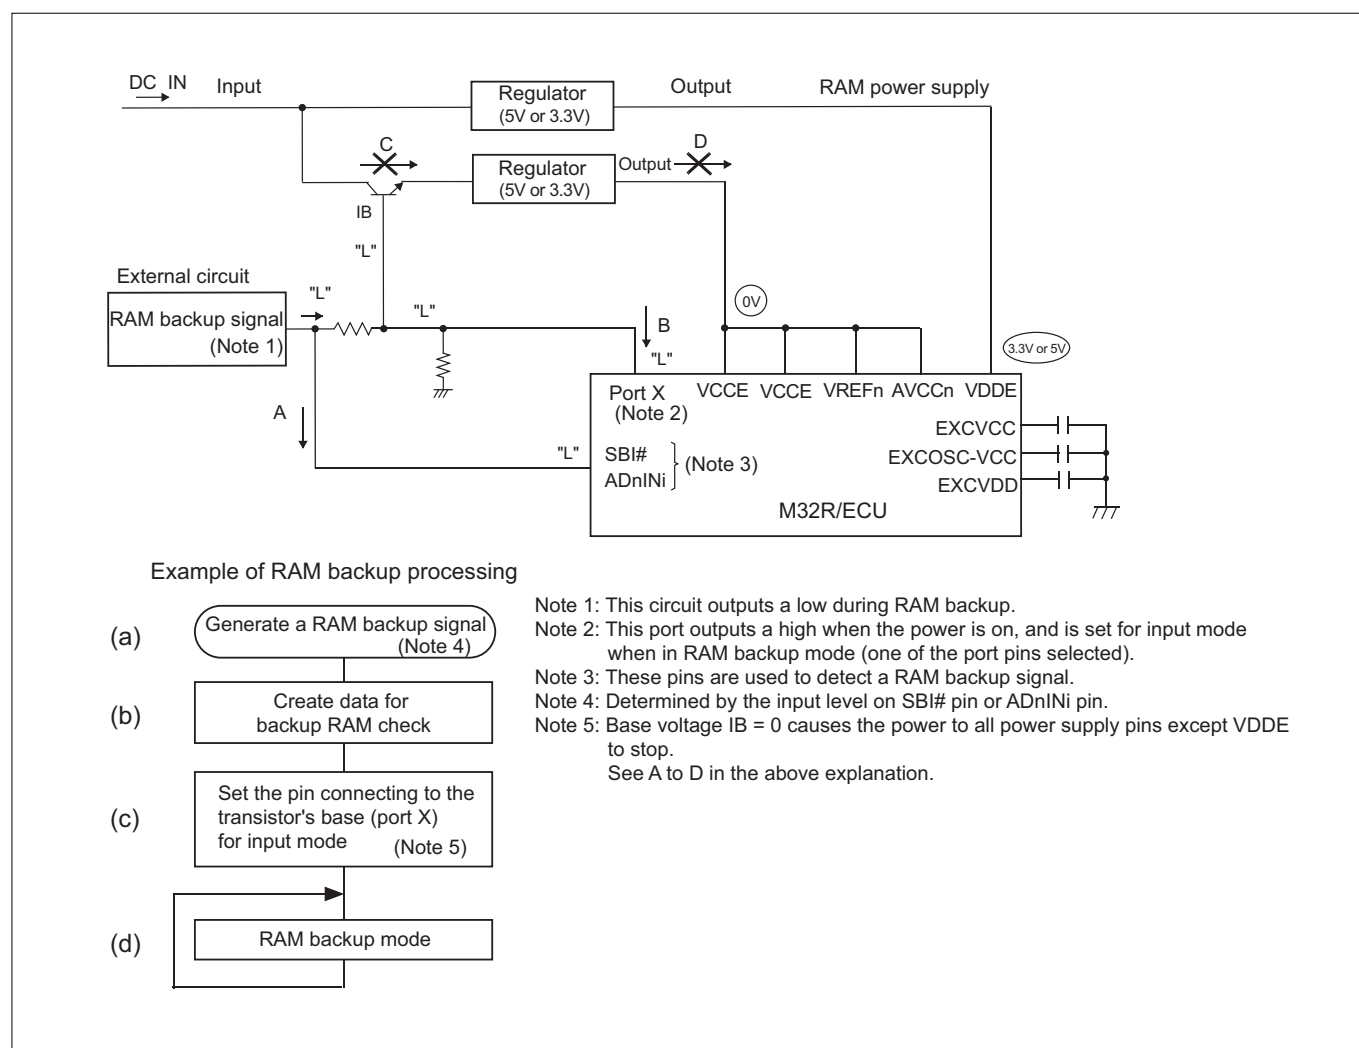 DC IN
Input
Regulator
(5V or 3.3V)
Output
RAM power supply
C
Regulator
(5V or 3.3V)
Output
D
IB
"L"
External circuit
RAM backup signal
(Note 1)
"L"
"L"
0V
B
"L"
3.3V or 5V
A
"L"
Port X
(Note 2)
VCCE
VCCE
VREFn
AVCCn
VDDE
SBI#
ADnINi
(Note 3)
EXCVCC
EXCOSC-VCC
EXCVDD
M32R/ECU
Example of RAM backup processing
(a)
Generate a RAM backup signal
(Note 4)
(b)
Create data for
backup RAM check
(c)
Set the pin connecting to the
transistor's base (port X)
for input mode
(Note 5)
(d)
RAM backup mode
Note 1: This circuit outputs a low during RAM backup.
Note 2: This port outputs a high when the power is on, and is set for input mode
when in RAM backup mode (one of the port pins selected).
Note 3: These pins are used to detect a RAM backup signal.
Note 4: Determined by the input level on SBI# pin or ADnINi pin.
Note 5: Base voltage IB = 0 causes the power to all power supply pins except VDDE
to stop.
See A to D in the above explanation.